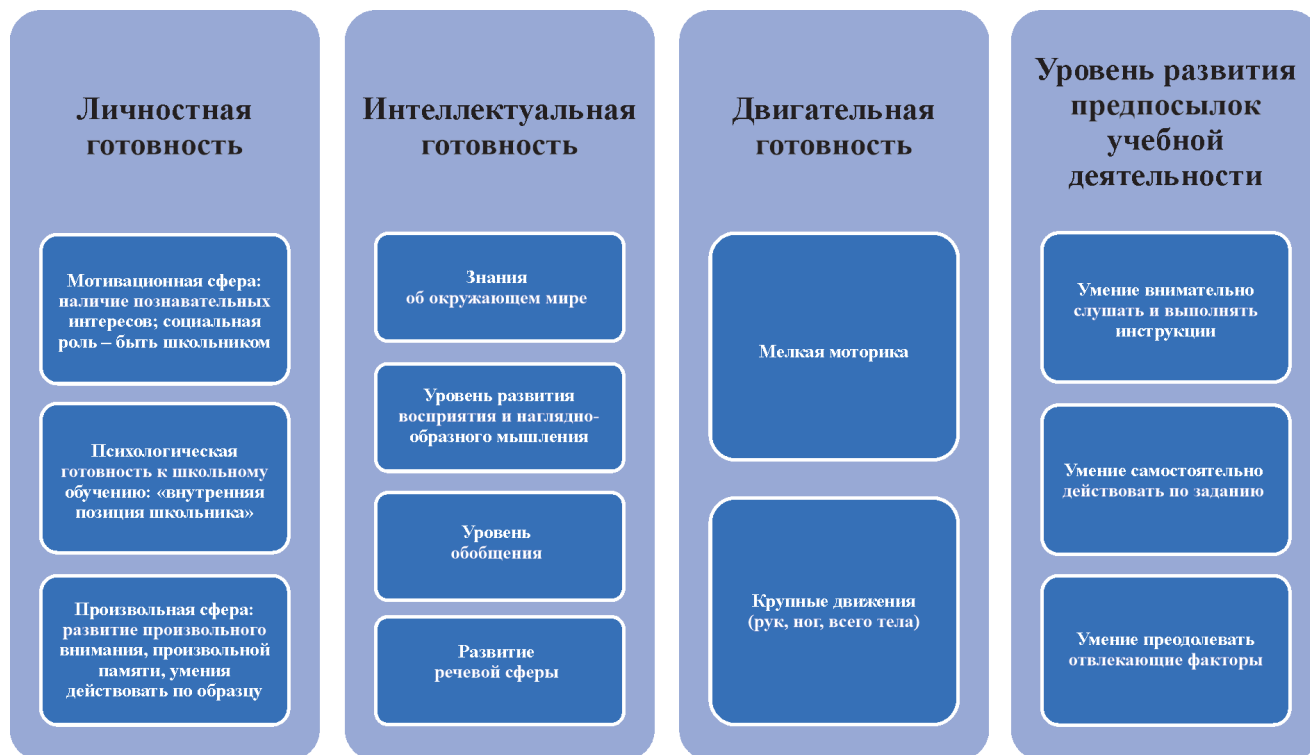 Личностная
готовность
Мотивационная сфера:
наличие познавательных
интересов; социальная
роль – быть школьником
Психологическая
готовность к школьному
обучению: «внутренняя
позиция школьника»
Произвольная сфера:
развитие произвольного
внимания, произвольной
памяти, умения
действовать по образцу
Интеллектуальная
готовность
Знания
об окружающем мире
Уровень развития
восприятия и наглядно-
образного мышления
Уровень
обобщения
Развитие
речевой сферы
Двигательная
готовность
Мелкая моторика
Крупные движения
(рук, ног, всего тела)
Уровень развития
предпосылок
учебной
деятельности
Умение внимательно
слушать и выполнять
инструкции
Умение самостоятельно
действовать по заданию
Умение преодолевать
отвлекающие факторы